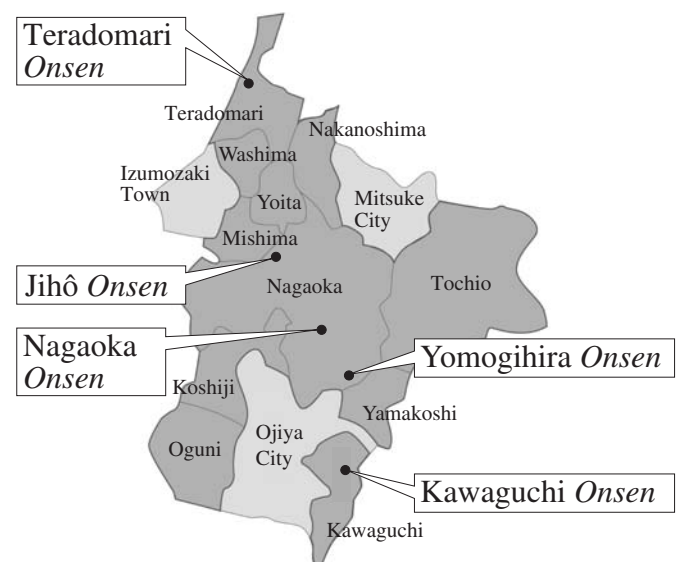 Teradomari
Onsen
Teradomari
Nakanoshima
Washima
Izumozaki
Town
Yoita
Mitsuke
City
Mishima
Jihô Onsen
Nagaoka
Tochio
Nagaoka
Onsen
Yomogihira Onsen
Koshiji
Yamakoshi
Oguni
Ojiya
City
Kawaguchi Onsen
Kawaguchi